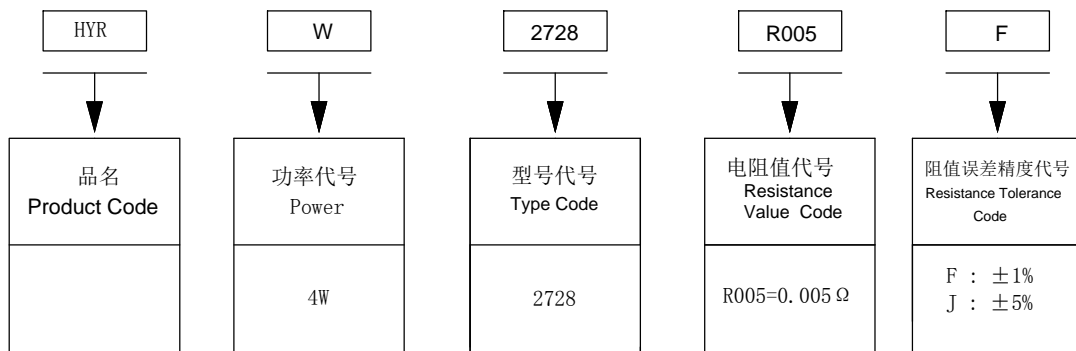 HYR
W
2728
R005
F
品名
Product Code
功率代号
Power
型号代号
Type Code
电阻值代号
Resistance
Value Code
阻值误差精度代号
Resistance Tolerance
Code
4W
2728
R005=0.005Ω
F : ±1%
J : ±5%